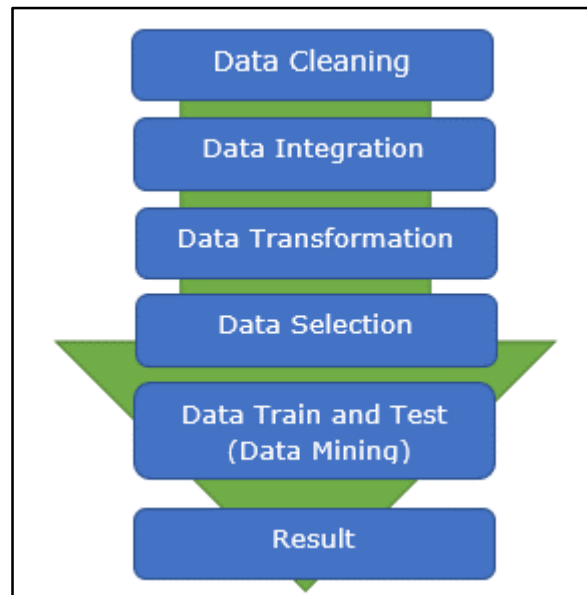 Data Cleaning
Data Integration
Data Transformation
Data Selection
Data Train and Test
(Data Mining)
Result